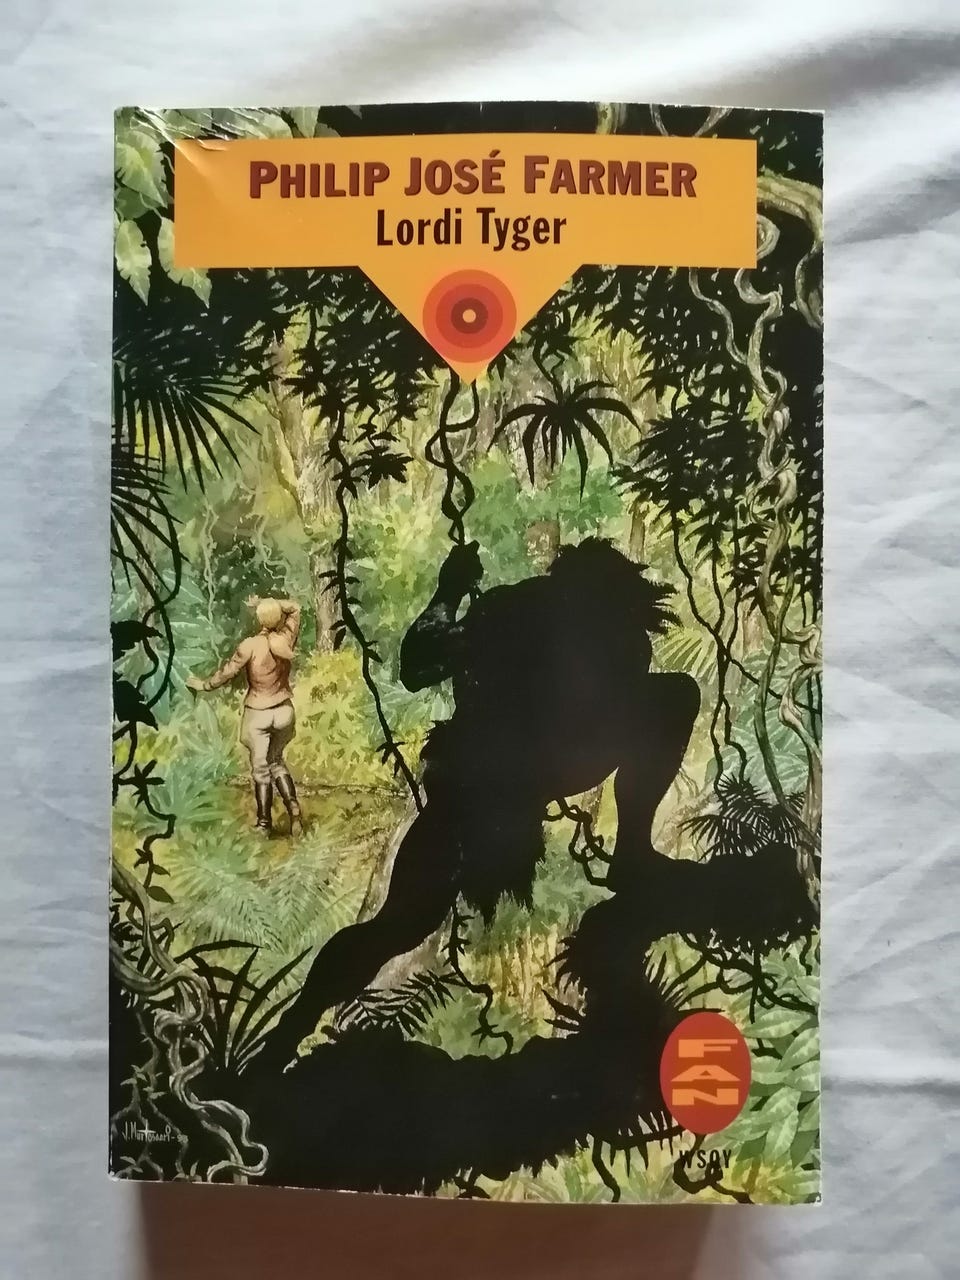 PHILIP JOSÉ FARMER
Lordi Tyger
FAN
WSOY